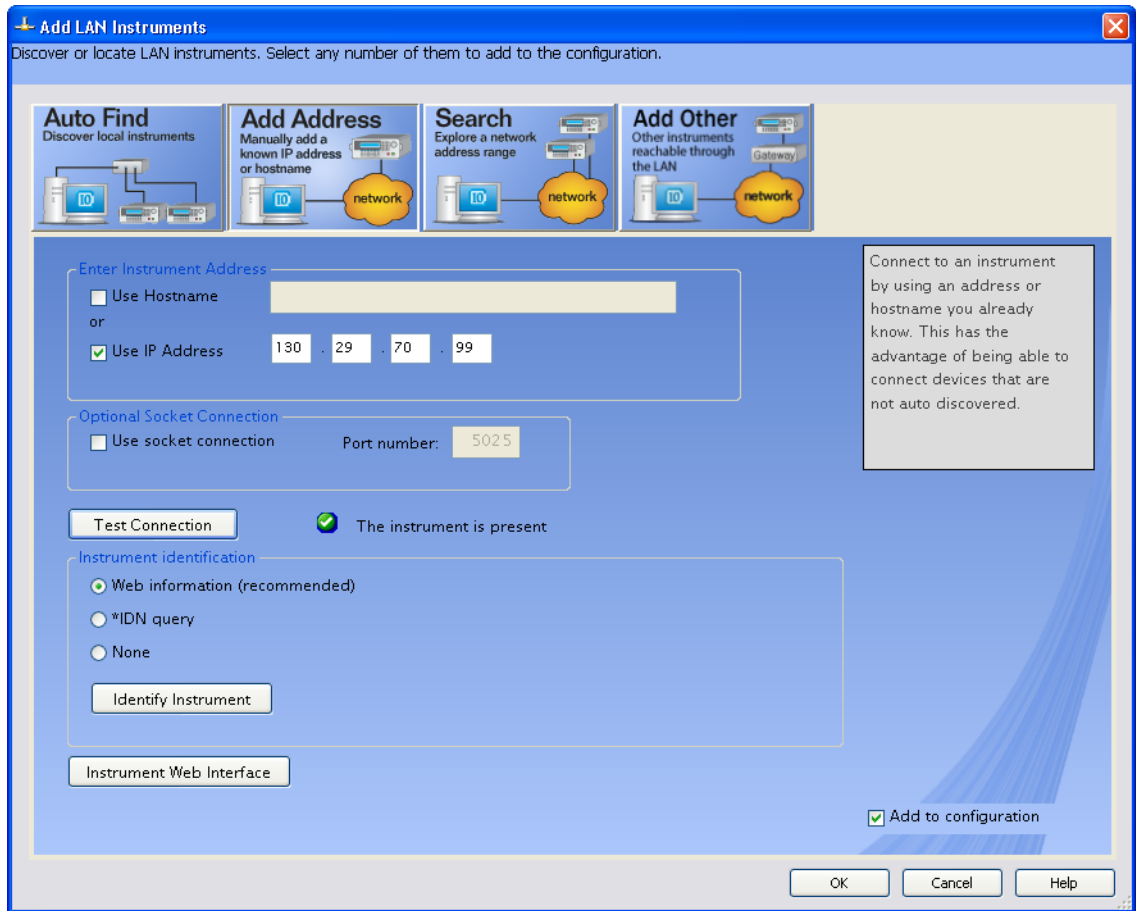 Add LAN Instruments
Discover or locate LAN instruments. Select any number of them to add to the configuration.
Auto Find
Discover local instruments
IO
Add Address
Manually add a
known IP address
or hostname
IO
network
Search
Explore a network
address range
IO
network
Add Other
Other instruments
reachable through
the LAN
Gateway
IO
network
Enter Instrument Address
Use Hostname
or
Use IP Address 130 . 29 . 70 . 99
Connect to an instrument
by using an address or
hostname you already
know. This has the
advantage of being able to
connect devices that are
not auto discovered.
Optional Socket Connection
Use socket connection Port number: 5025
Test Connection The instrument is present
Instrument identification
Web information (recommended)
*IDN query
None
Identify Instrument
Instrument Web Interface
Add to configuration
OK Cancel Help